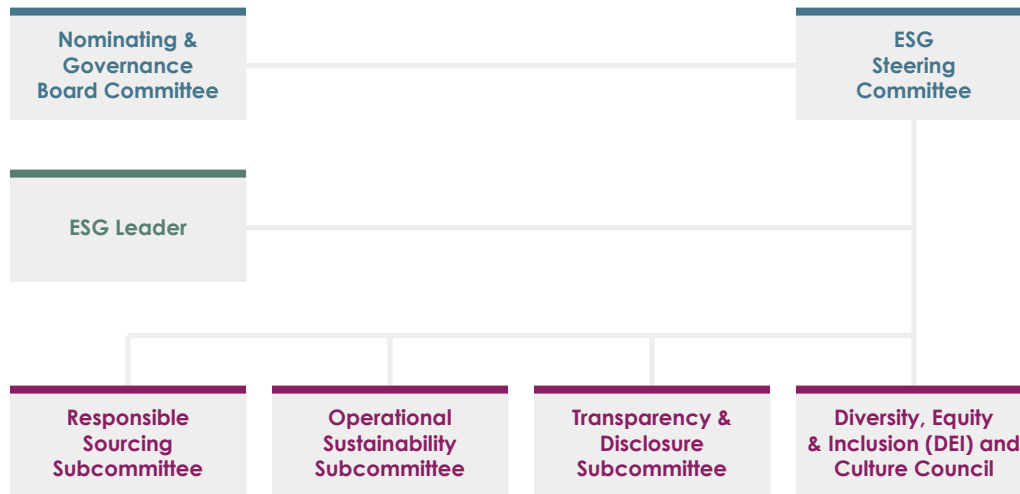 Nominating &
Governance
Board Committee
ESG
Steering
Committee
ESG Leader
Responsible
Sourcing
Subcommittee
Operational
Sustainability
Subcommittee
Transparency &
Disclosure
Subcommittee
Diversity, Equity
& Inclusion (DEI) and
Culture Council